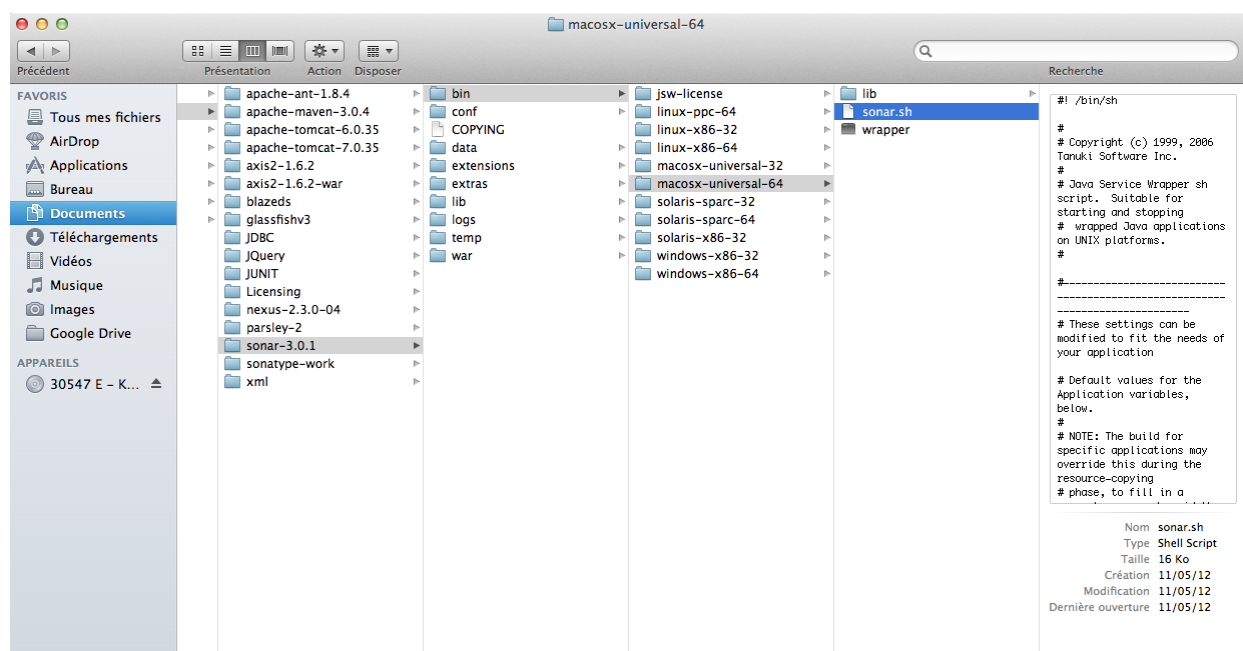 macosx-universal-64
Précédent
Présentation
Action
Disposer
Recherche
FAVORIS
Tous mes fichiers
AirDrop
Applications
Bureau
Documents
Téléchargements
Vidéos
Musique
Images
Google Drive
APPAREILS
30547 E – K...
apache-ant-1.8.4
apache-maven-3.0.4
apache-tomcat-6.0.35
apache-tomcat-7.0.35
axis2-1.6.2
axis2-1.6.2-war
blazeds
glassfishv3
JDBC
JQuery
JUNIT
Licensing
nexus-2.3.0-04
parsley-2
sonar-3.0.1
sonatype-work
xml
bin
conf
COPYING
data
extensions
extras
lib
logs
temp
war
jsw-license
linux-ppc-64
linux-x86-32
linux-x86-64
macosx-universal-32
macosx-universal-64
solaris-sparc-32
solaris-sparc-64
solaris-x86-32
windows-x86-32
windows-x86-64
lib
sonar.sh
wrapper
#! /bin/sh
#
# Copyright (c) 1999, 2006
Tanuki Software Inc.
#
# Java Service Wrapper sh
script.  Suitable for
starting and stopping
#  wrapped Java applications
on UNIX platforms.
#
#---------------------------
----------------------------
----------------------
# These settings can be
modified to fit the needs of
your application
# Default values for the
Application variables,
below.
#
# NOTE: The build for
specific applications may
override this during the
resource-copying
# phase, to fill in a
Nom sonar.sh
Type Shell Script
Taille 16 Ko
Création 11/05/12
Modification 11/05/12
Dernière ouverture 11/05/12